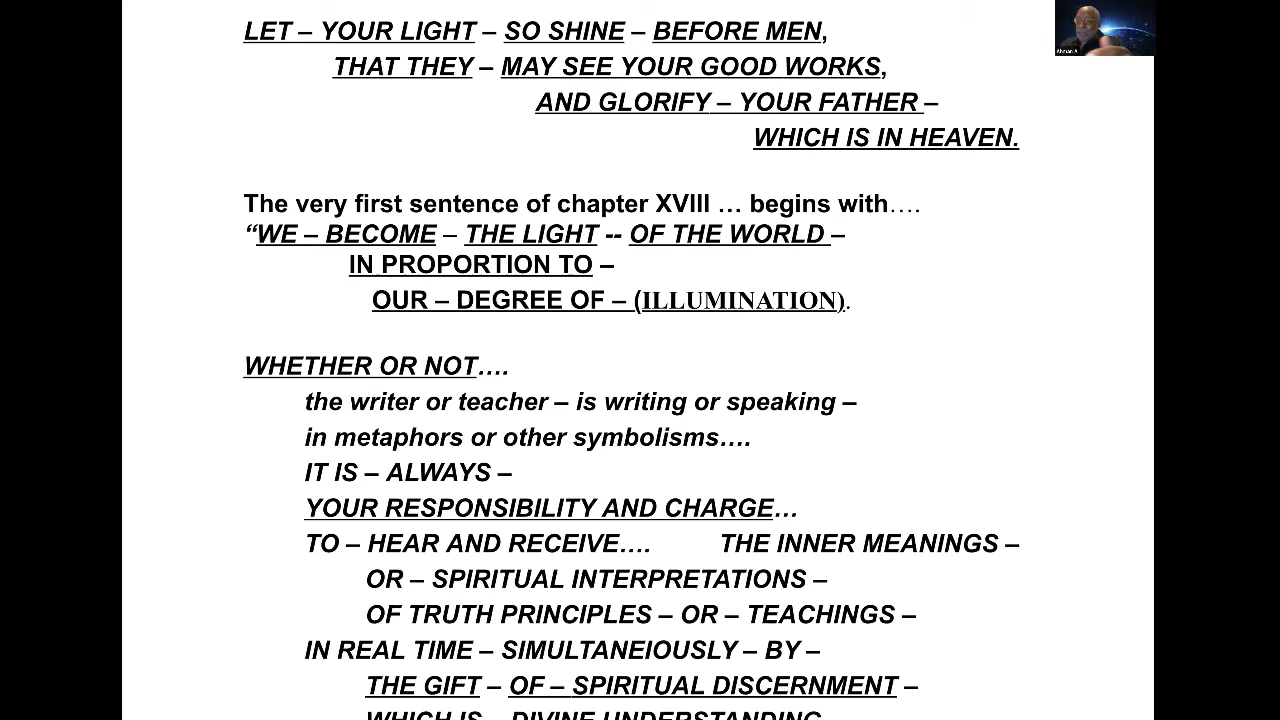 LET – YOUR LIGHT – SO SHINE – BEFORE MEN,
THAT THEY – MAY SEE YOUR GOOD WORKS,
AND GLORIFY – YOUR FATHER –
WHICH IS IN HEAVEN.
The very first sentence of chapter XVIII … begins with….
“WE – BECOME – THE LIGHT -- OF THE WORLD –
IN PROPORTION TO –
OUR – DEGREE OF – (ILLUMINATION).
WHETHER OR NOT….
the writer or teacher – is writing or speaking –
in metaphors or other symbolisms….
IT IS – ALWAYS –
YOUR RESPONSIBILITY AND CHARGE…
TO – HEAR AND RECEIVE…. THE INNER MEANINGS –
OR – SPIRITUAL INTERPRETATIONS –
OF TRUTH PRINCIPLES – OR – TEACHINGS –
IN REAL TIME – SIMULTANEIOUSLY – BY –
THE GIFT – OF – SPIRITUAL DISCERNMENT –
WHICH IS – DIVINE UNDERSTANDING